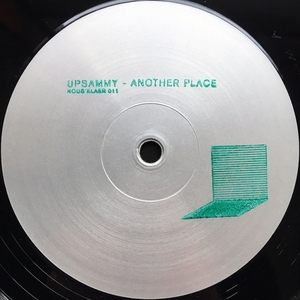 UPSAMMY - ANOTHER PLACE
NOUS KLAER 011